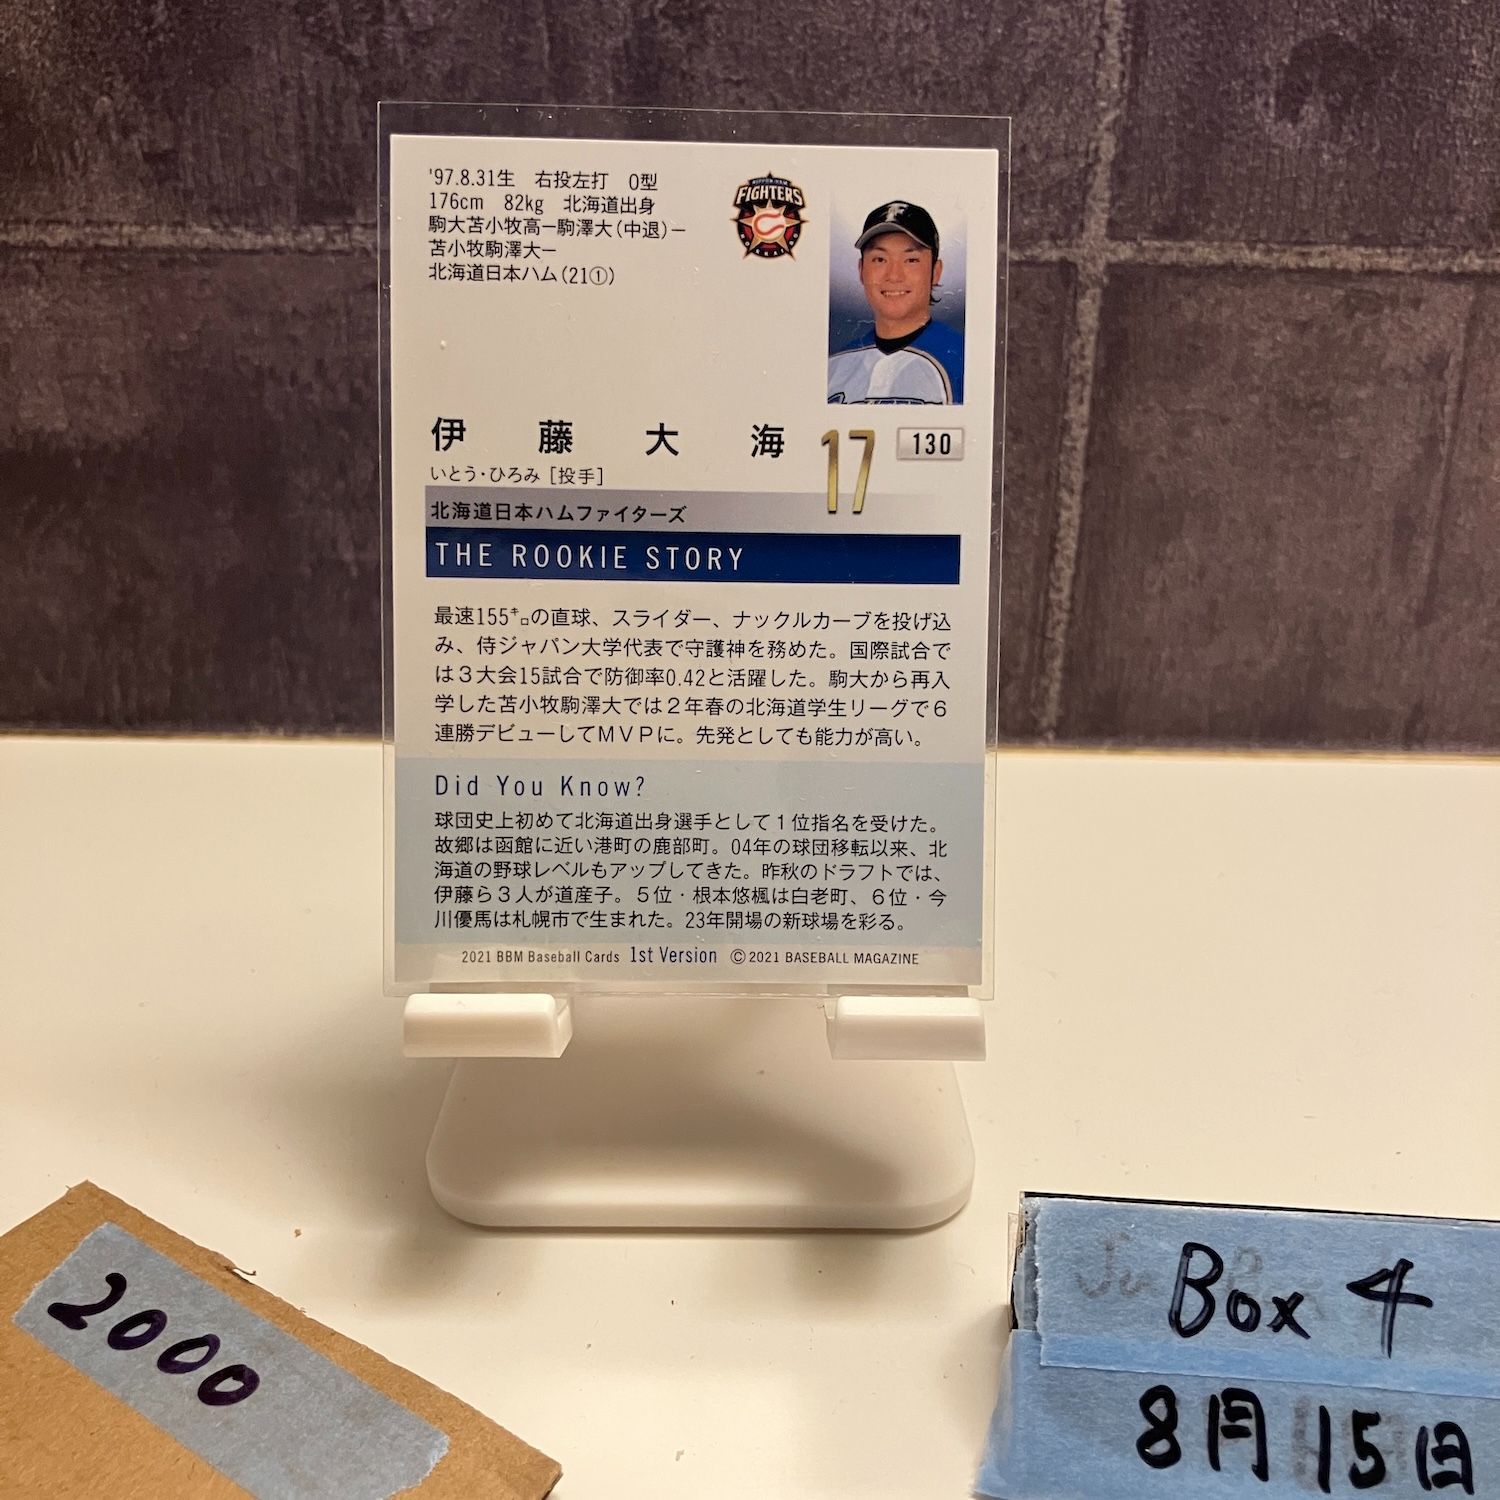 '97.8.31生 右投左打 O型
176cm 82kg 北海道出身
駒大苫小牧高ー駒澤大(中退)ー
苫小牧駒澤大ー
北海道日本ハム(21①)
FIGHTERS
伊藤大海
17
130
いとう・ひろみ[投手]
北海道日本ハムファイターズ
THE ROOKIE STORY
最速155㌔の直球、スライダー、ナックルカーブを投げ込
み、侍ジャパン大学代表で守護神を務めた。国際試合で
は3大会15試合で防御率0.42と活躍した。駒大から再入
学した苫小牧駒澤大では2年春の北海道学生リーグで6
連勝デビューしてMVPに。先発としても能力が高い。
Did You Know?
球団史上初めて北海道出身選手として1位指名を受けた。
故郷は函館に近い港町の鹿部町。04年の球団移転以来、北
海道の野球レベルもアップしてきた。昨秋のドラフトでは、
伊藤ら3人が道産子。5位・根本悠楓は白老町、6位・今
川優馬は札幌市で生まれた。23年開場の新球場を彩る。
2021 BBM Baseball Cards 1st Version ©2021 BASEBALL MAGAZINE
2000
Box 4
8月15日